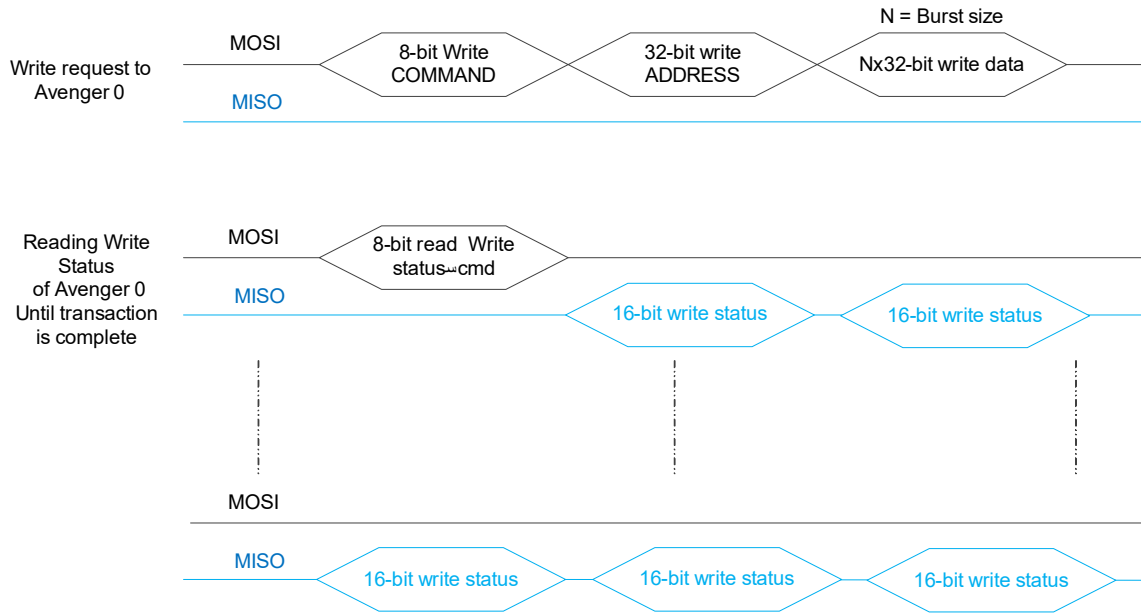 N = Burst size
MOSI
8-bit Write
COMMAND
32-bit write
ADDRESS
Nx32-bit write data
Write request to
Avenger 0
MISO
Reading Write
Status
of Avenger 0
Until transaction
is complete
MOSI
8-bit read Write
status cmd
MISO
16-bit write status
16-bit write status
MOSI
MISO
16-bit write status
16-bit write status
16-bit write status